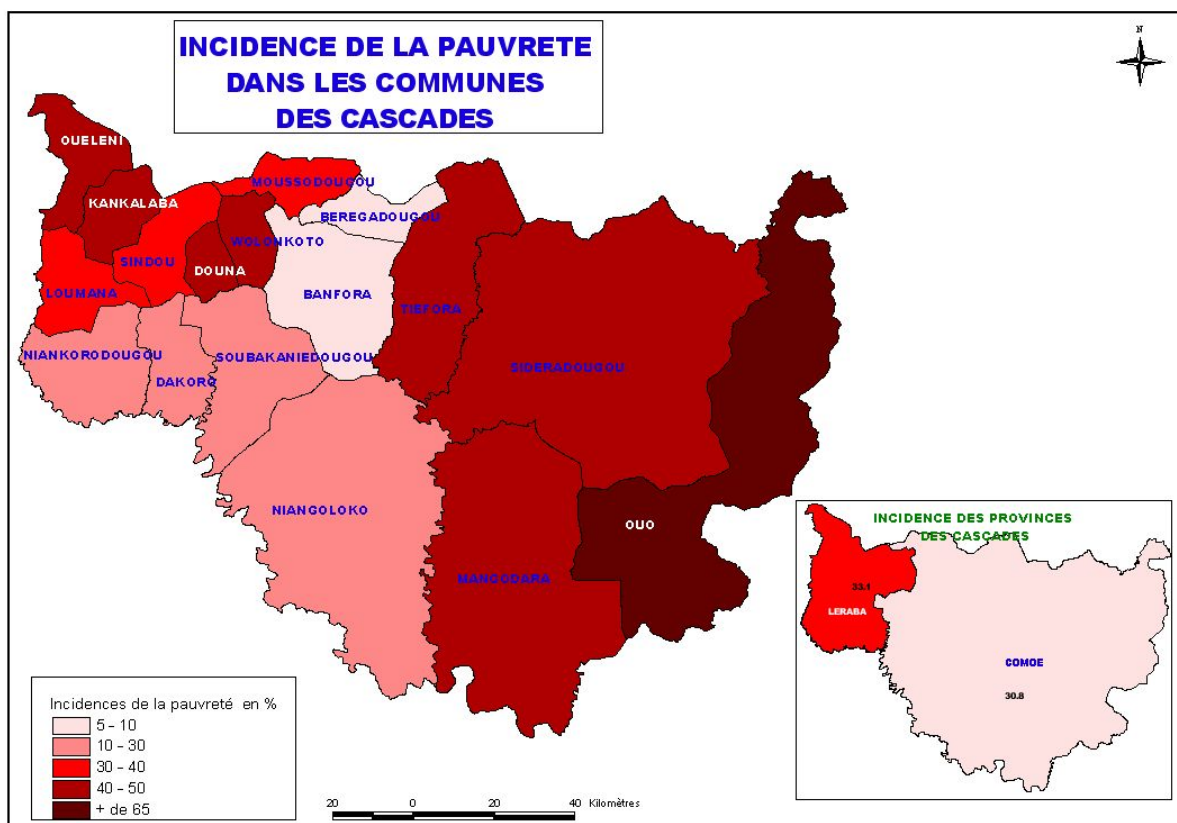 INCIDENCE DE LA PAUVRETE
DANS LES COMMUNES
DES CASCADES
N
OUELENI
MOUSSODOUGOU
KANKALABA
BEREGADOUGOU
WOLONKOTO
SINDOU
DOUNA
LOUMANA
BANFORA
TIEFORA
NIANKORODOUGOU
SOUBAKANIEDOUGOU
SIDERADOUGOU
DAKORO
NIANGOLOKO
OUO
MANGODARA
INCIDENCE DES PROVINCES
DES CASCADES
33.1
LERABA
COMOE
30.8
Incidences de la pauvreté en %
5 - 10
10 - 30
30 - 40
40 - 50
+ de 65
20 0 20 40 Kilomètres